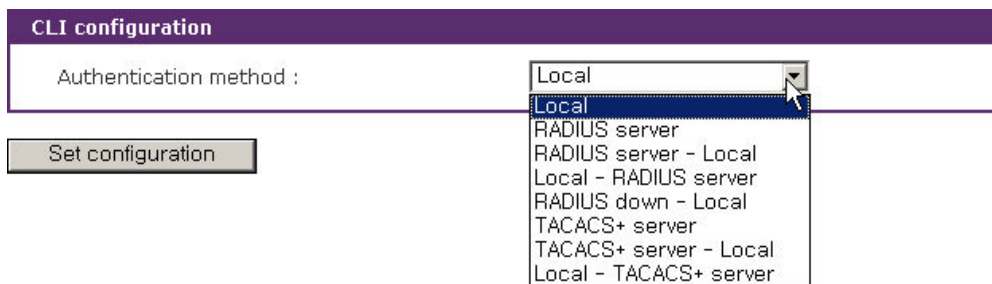 CLI configuration
Authentication method : Local
Local
RADIUS server
RADIUS server - Local
Local - RADIUS server
RADIUS down - Local
TACACS+ server
TACACS+ server - Local
Local - TACACS+ server
Set configuration